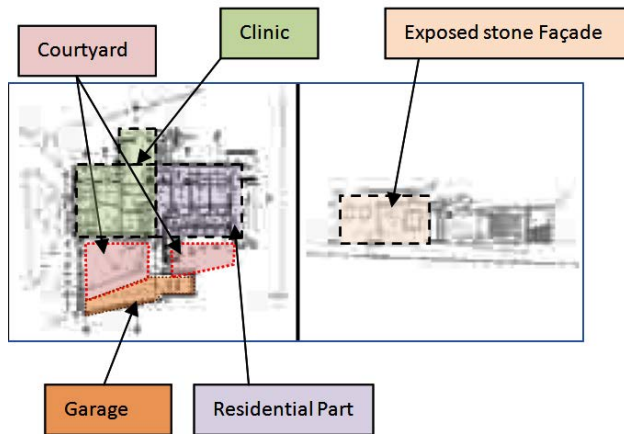 Clinic
Exposed stone Façade
Courtyard
Garage
Residential Part